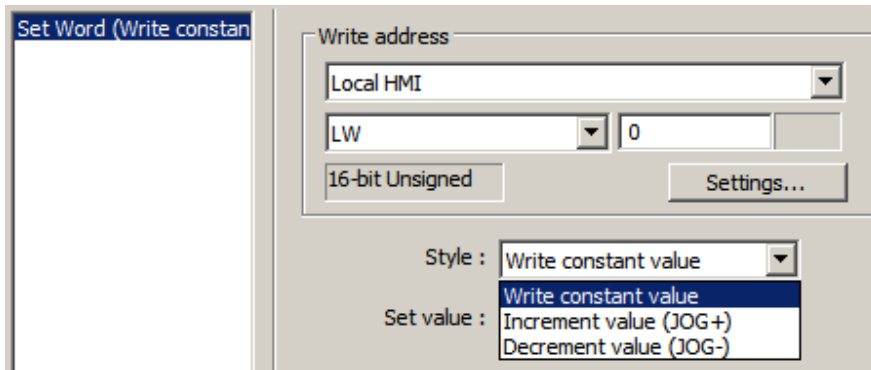 Set Word (Write constan
Write address
Local HMI
LW 0
16-bit Unsigned Settings...
Style : Write constant value
Write constant value
Set value : Increment value (JOG+)
Decrement value (JOG-)